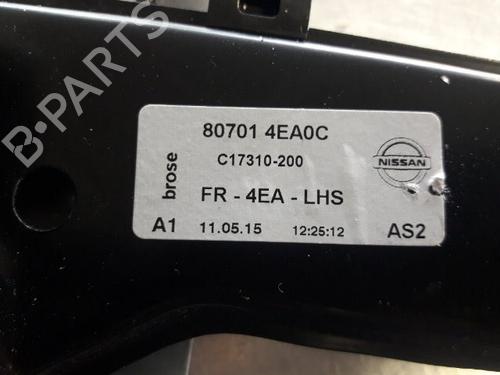 80701 4EA0C
C17310-200
brose
NISSAN
FR - 4EA - LHS
A1 11.05.15 12:25:12 AS2
B-PARTS